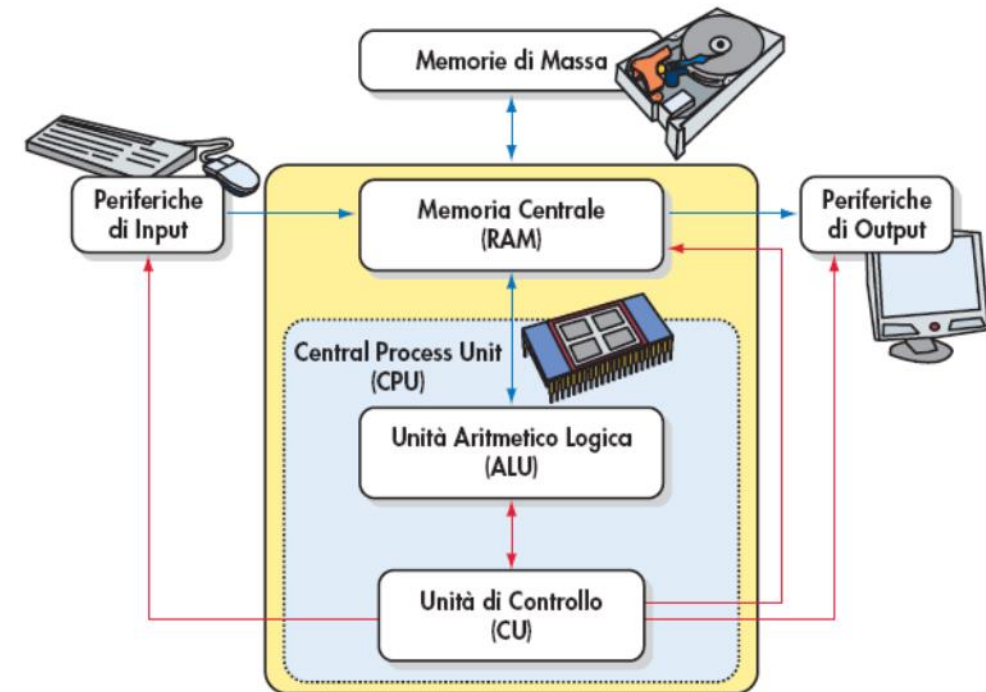 Memorie di Massa
Periferiche
di Input
Memoria Centrale
(RAM)
Periferiche
di Output
Central Process Unit
(CPU)
Unità Aritmetico Logica
(ALU)
Unità di Controllo
(CU)